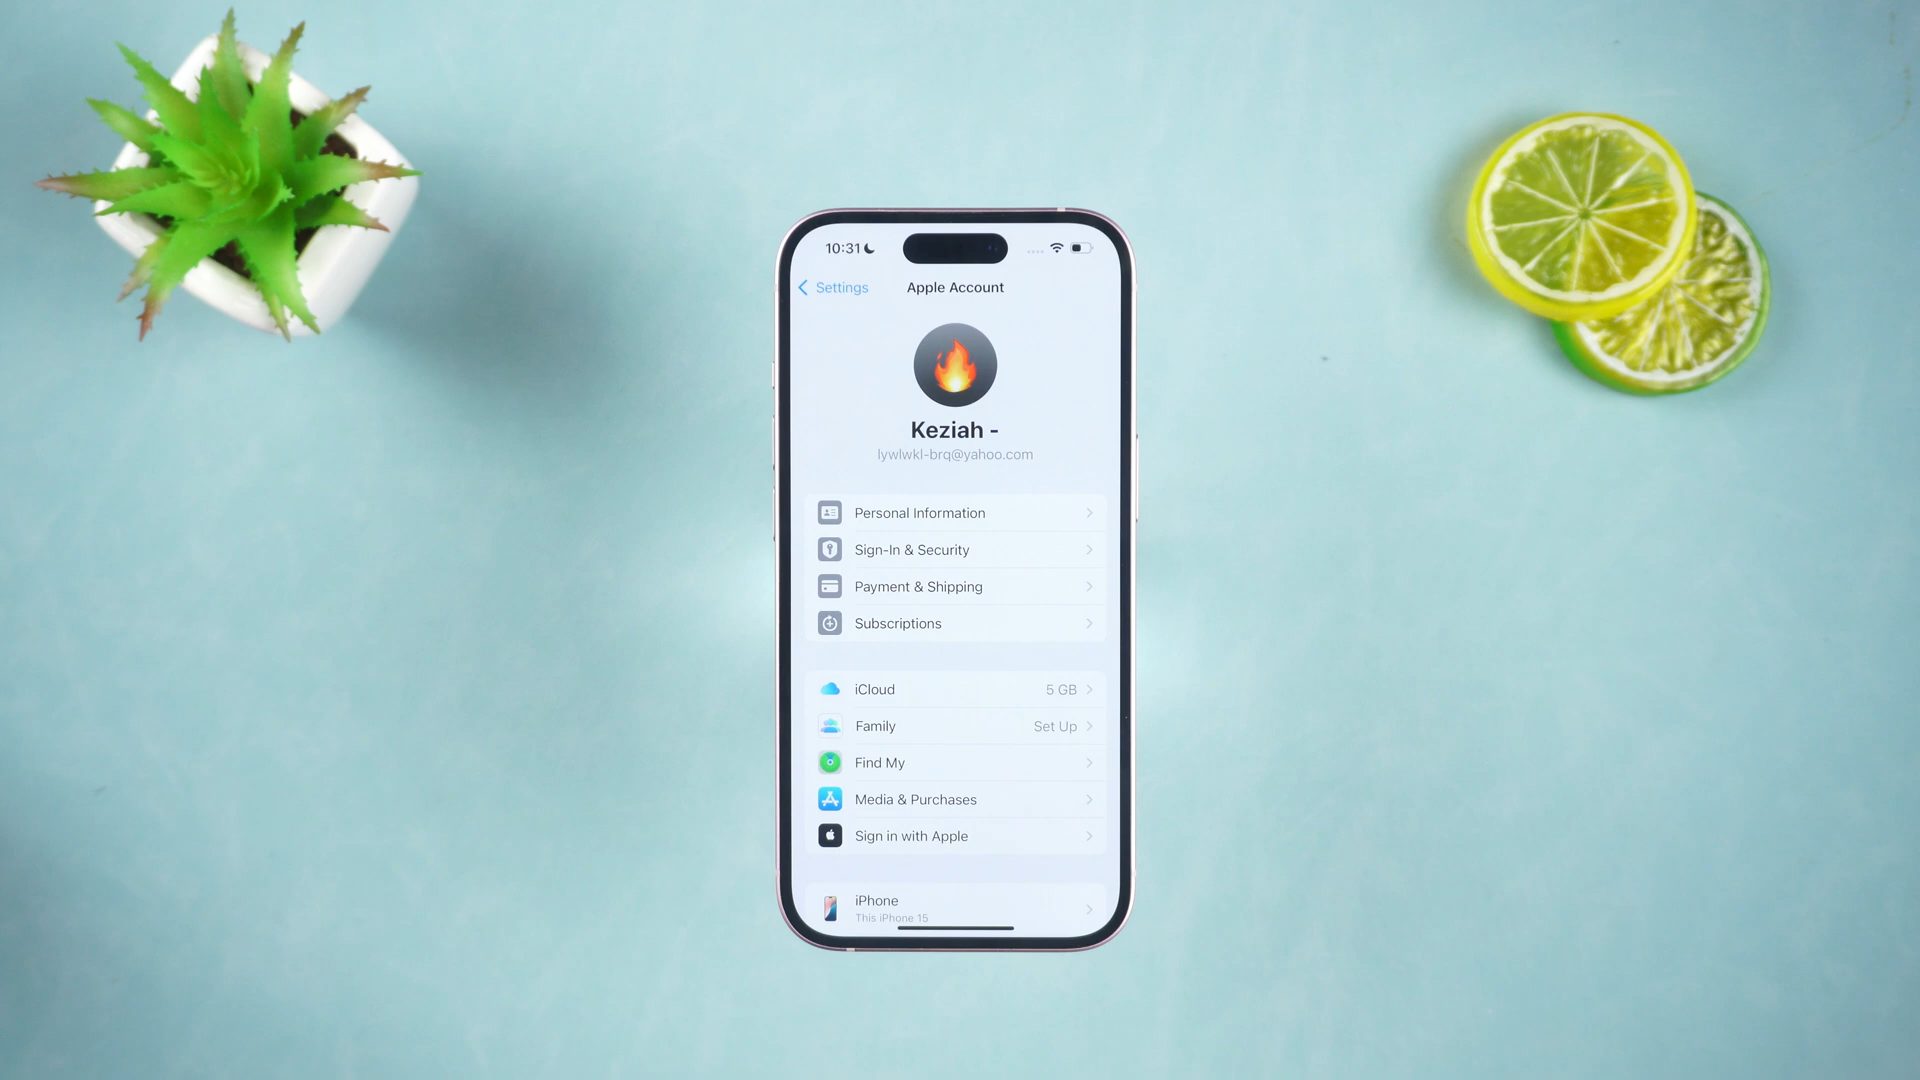 10:31
Settings
Apple Account
Keziah -
lywlwkl-brq@yahoo.com
Personal Information
Sign-In & Security
Payment & Shipping
Subscriptions
iCloud 5 GB
Family Set Up
Find My
Media & Purchases
Sign in with Apple
iPhone
This iPhone 15